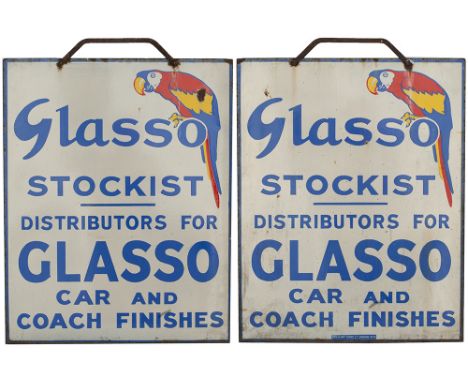 Glasso
STOCKIST
DISTRIBUTORS FOR
GLASSO
CAR AND
COACH FINISHES
Glasso
STOCKIST
DISTRIBUTORS FOR
GLASSO
CAR AND
COACH FINISHES